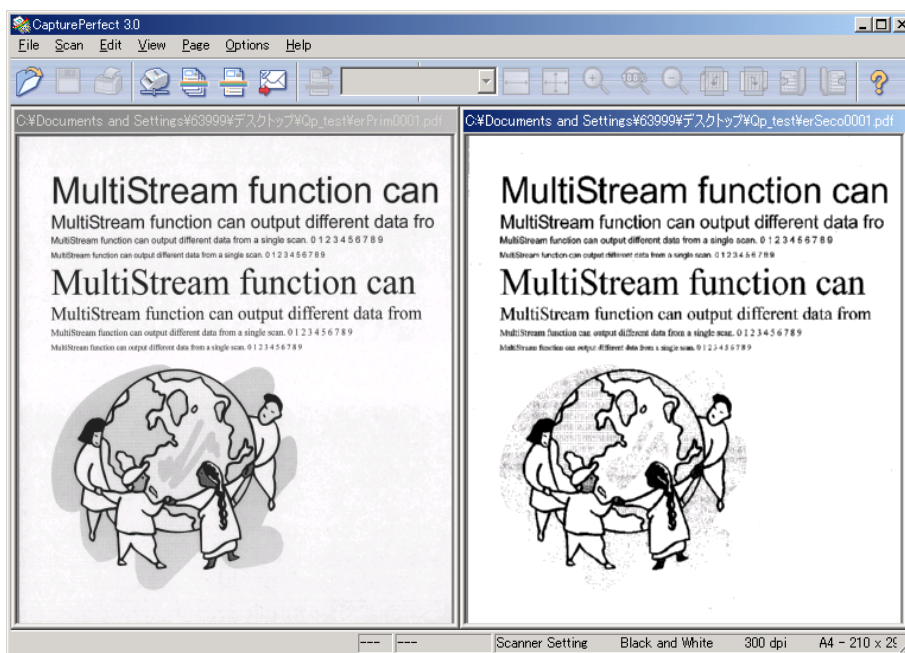 CapturePerfect 3.0
File Scan Edit View Page Options Help
100%
C:¥Documents and Settings¥63999¥デスクトップ¥Qp_test¥erPrim0001.pdf
MultiStream function can
MultiStream function can output different data fro
MultiStream function can output different data from a single scan. 0 1 2 3 4 5 6 7 8 9
MultiStream function can output different data from a single scan. 0 1 2 3 4 5 6 7 8 9
MultiStream function can
MultiStream function can output different data from
MultiStream function can output different data from a single scan. 0 1 2 3 4 5 6 7 8 9
MultiStream function can output different data from a single scan. 0 1 2 3 4 5 6 7 8 9
C:¥Documents and Settings¥63999¥デスクトップ¥Qp_test¥erSeco0001.pdf
MultiStream function can
MultiStream function can output different data fro
MultiStream function can output different data from a single scan. 0 1 2 3 4 5 6 7 8 9
MultiStream function can output different data from a single scan. 0 1 2 3 4 5 6 7 8 9
MultiStream function can
MultiStream function can output different data from
MultiStream function can output different data from a single scan. 0 1 2 3 4 5 6 7 8 9
MultiStream function can output different data from a single scan. 0 1 2 3 4 5 6 7 8 9
--- --- Scanner Setting Black and White 300 dpi A4 - 210 x 29